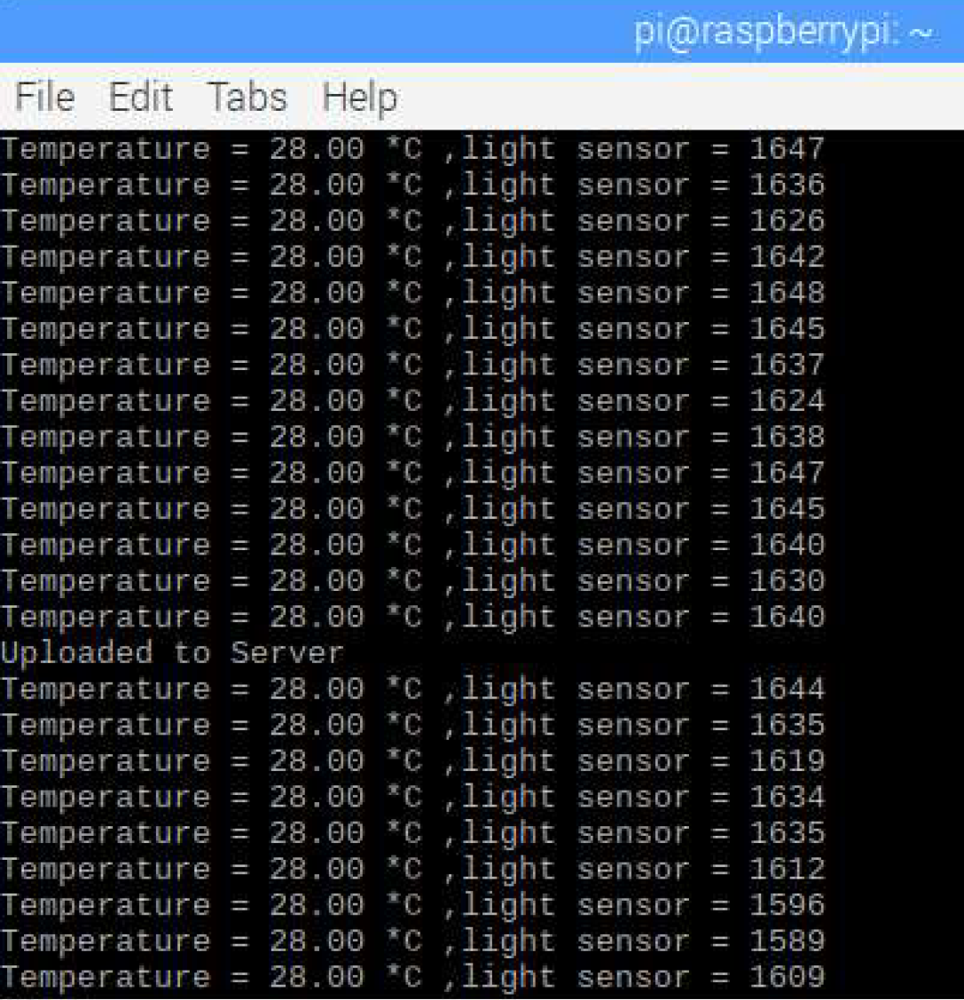 pi@raspberrypi: ~
File Edit Tabs Help
Temperature = 28.00 *C ,light sensor = 1647
Temperature = 28.00 *C ,light sensor = 1636
Temperature = 28.00 *C ,light sensor = 1626
Temperature = 28.00 *C ,light sensor = 1642
Temperature = 28.00 *C ,light sensor = 1648
Temperature = 28.00 *C ,light sensor = 1645
Temperature = 28.00 *C ,light sensor = 1637
Temperature = 28.00 *C ,light sensor = 1624
Temperature = 28.00 *C ,light sensor = 1638
Temperature = 28.00 *C ,light sensor = 1647
Temperature = 28.00 *C ,light sensor = 1645
Temperature = 28.00 *C ,light sensor = 1640
Temperature = 28.00 *C ,light sensor = 1630
Temperature = 28.00 *C ,light sensor = 1640
Uploaded to Server
Temperature = 28.00 *C ,light sensor = 1644
Temperature = 28.00 *C ,light sensor = 1635
Temperature = 28.00 *C ,light sensor = 1619
Temperature = 28.00 *C ,light sensor = 1634
Temperature = 28.00 *C ,light sensor = 1635
Temperature = 28.00 *C ,light sensor = 1612
Temperature = 28.00 *C ,light sensor = 1596
Temperature = 28.00 *C ,light sensor = 1589
Temperature = 28.00 *C ,light sensor = 1609